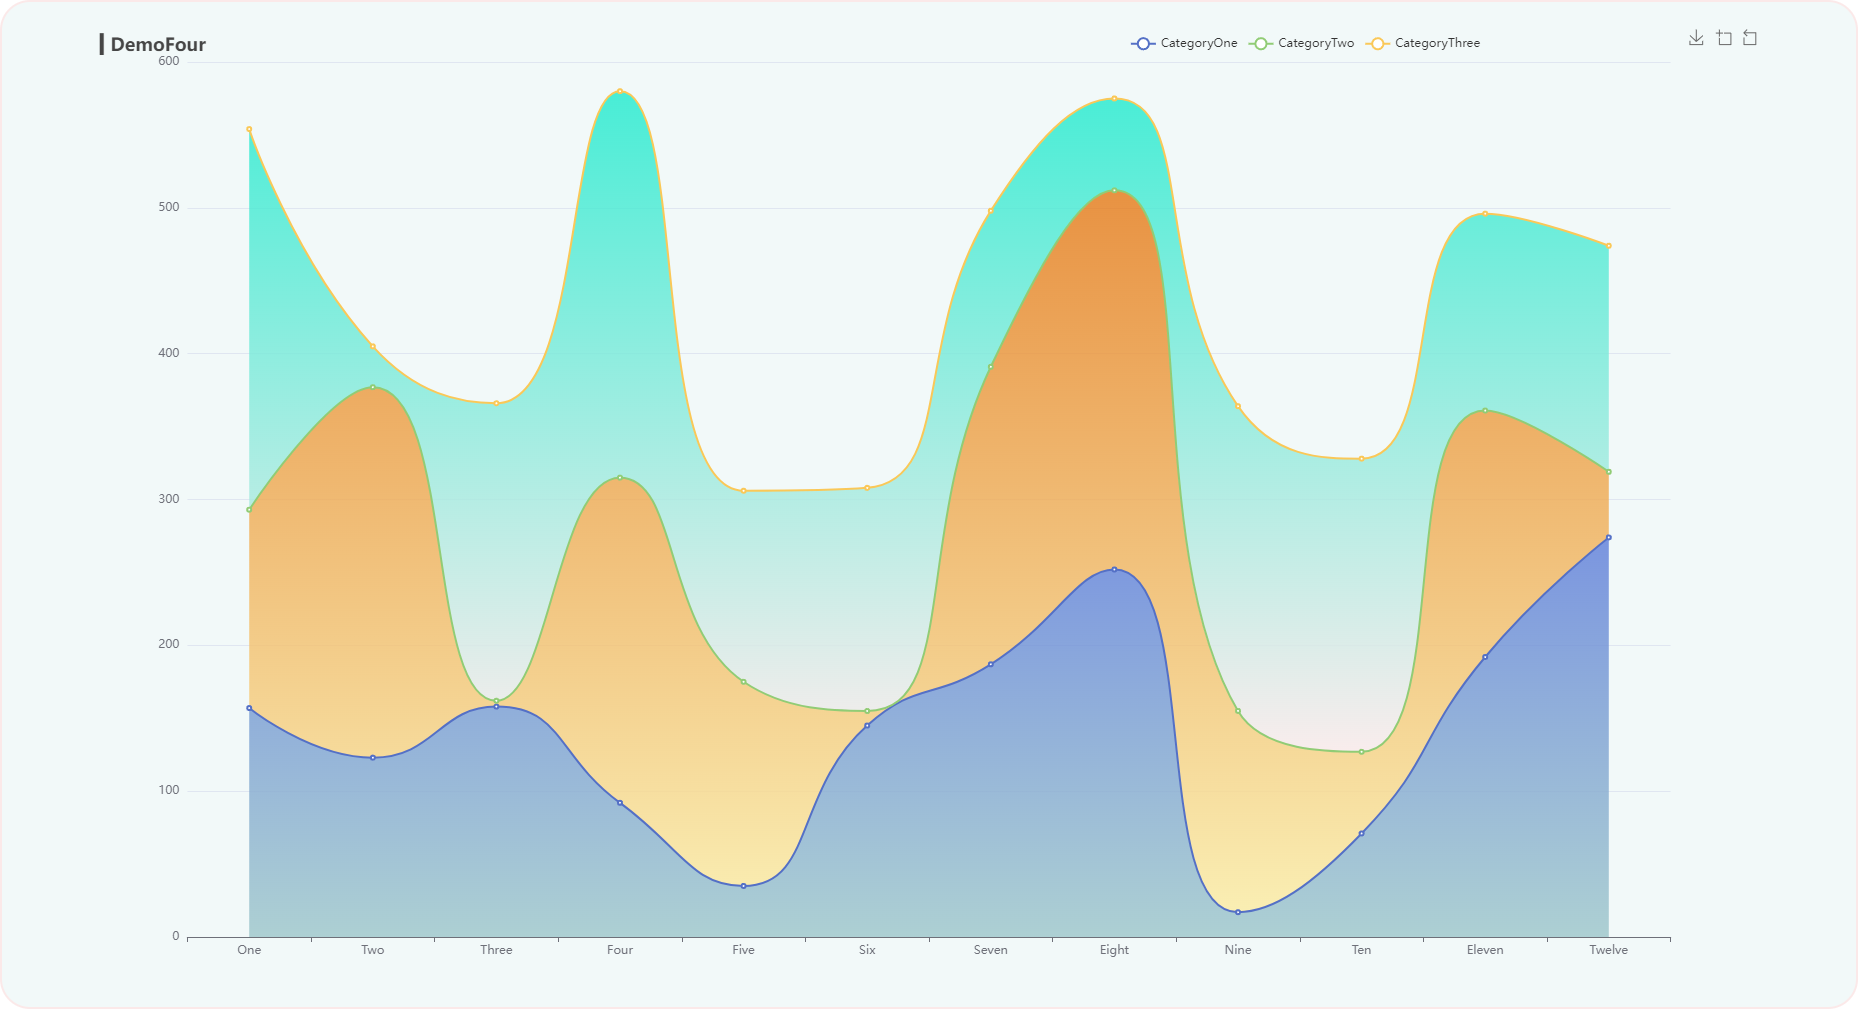 DemoFour
CategoryOne CategoryTwo CategoryThree
600
500
400
300
200
100
0
One Two Three Four Five Six Seven Eight Nine Ten Eleven Twelve